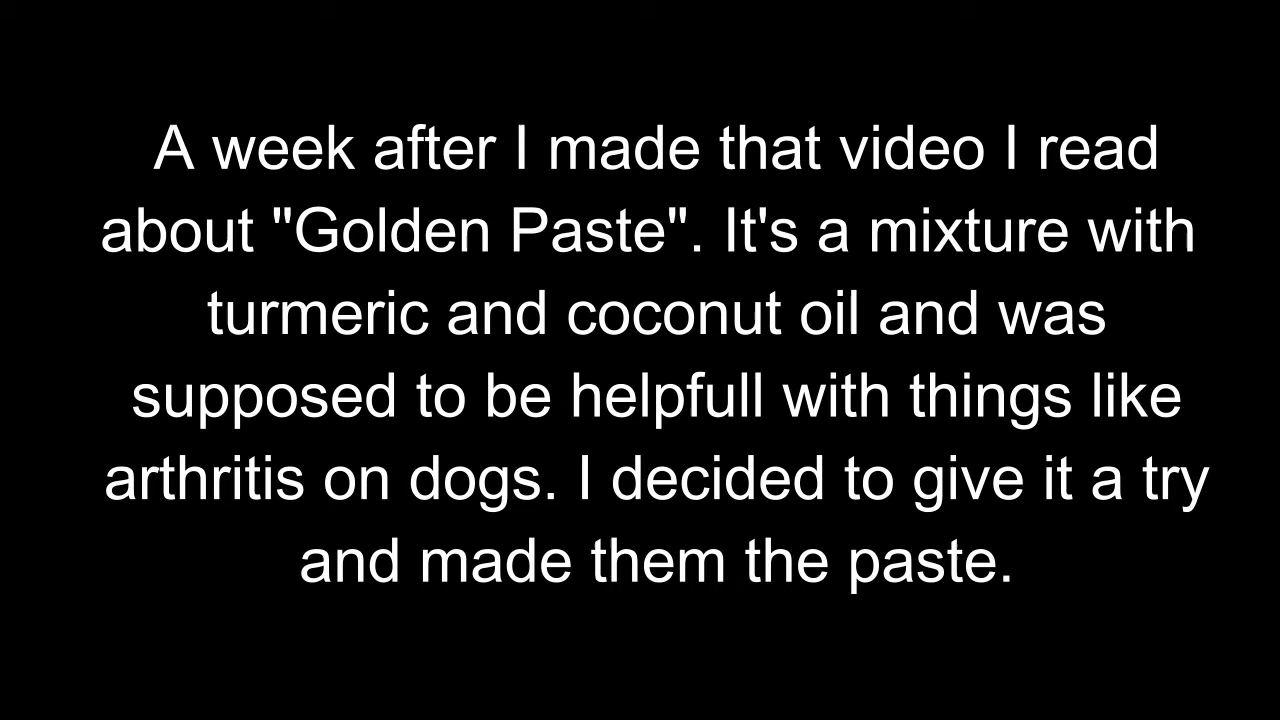 A week after I made that video I read
about "Golden Paste". It's a mixture with
turmeric and coconut oil and was
supposed to be helpfull with things like
arthritis on dogs. I decided to give it a try
and made them the paste.